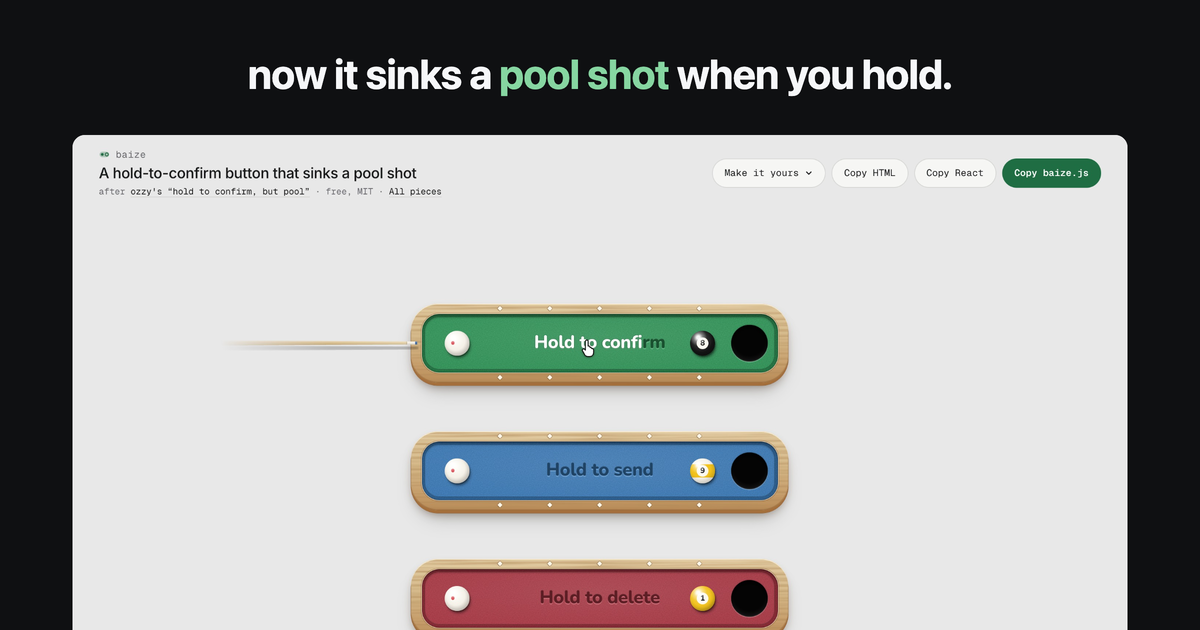 now it sinks a pool shot when you hold.
baize
A hold-to-confirm button that sinks a pool shot
after ozzy's "hold to confirm, but pool" · free, MIT · All pieces
Make it yours
Copy HTML
Copy React
Copy baize.js
Hold to confirm
8
Hold to send
9
Hold to delete
1